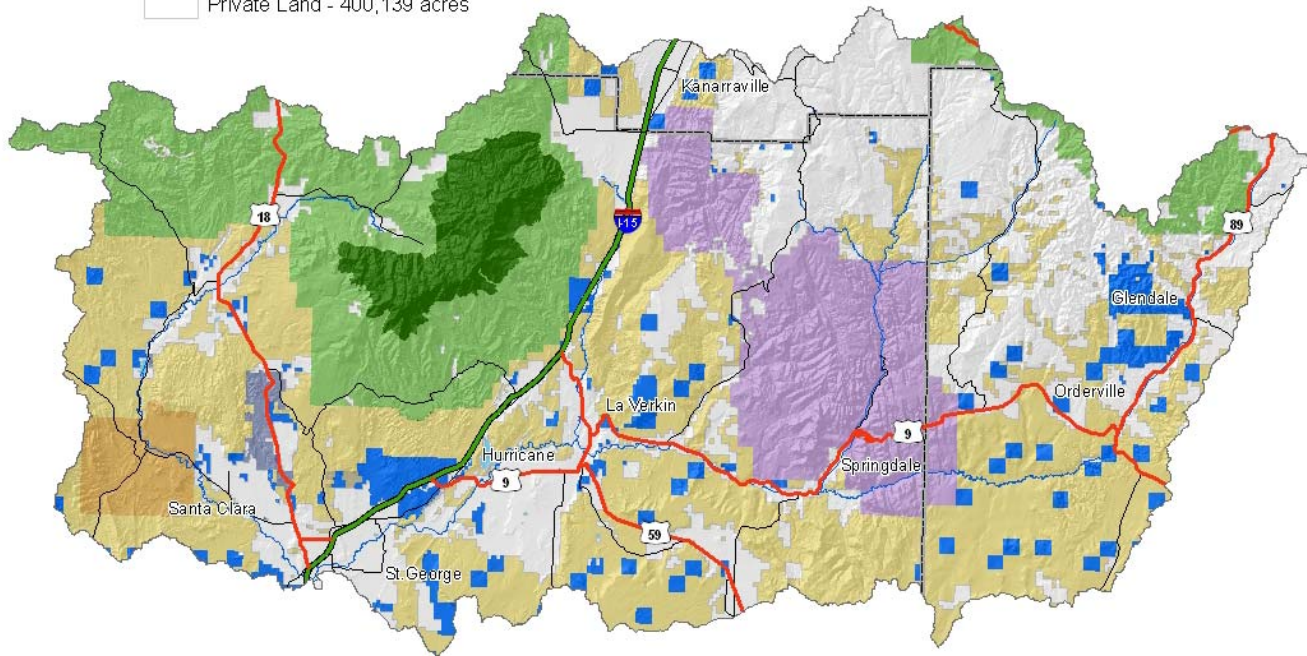 Private Land - 400,139 acres
Kanarraville
I-15
18
89
Glendale
Orderville
La Verkin
9
Hurricane
Springdale
9
Santa Clara
59
St.George